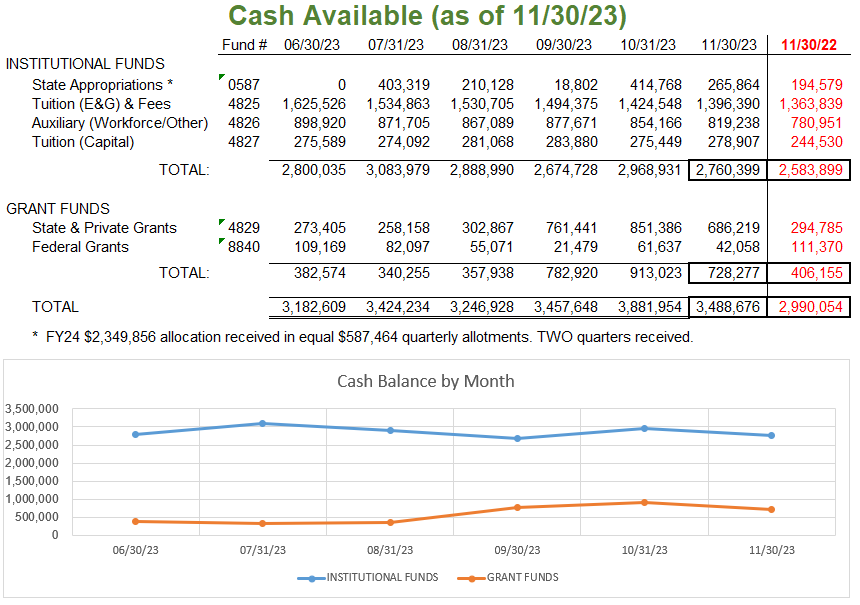 Cash Available (as of 11/30/23)
Fund # 06/30/23 07/31/23 08/31/23 09/30/23 10/31/23 11/30/23 11/30/22
INSTITUTIONAL FUNDS
State Appropriations * 0587 0 403,319 210,128 18,802 414,768 265,864 194,579
Tuition (E&G) & Fees 4825 1,625,526 1,534,863 1,530,705 1,494,375 1,424,548 1,396,390 1,363,839
Auxiliary (Workforce/Other) 4826 898,920 871,705 867,089 877,671 854,166 819,238 780,951
Tuition (Capital) 4827 275,589 274,092 281,068 283,880 275,449 278,907 244,530
TOTAL: 2,800,035 3,083,979 2,888,990 2,674,728 2,968,931 2,760,399 2,583,899
GRANT FUNDS
State & Private Grants 4829 273,405 258,158 302,867 761,441 851,386 686,219 294,785
Federal Grants 8840 109,169 82,097 55,071 21,479 61,637 42,058 111,370
TOTAL: 382,574 340,255 357,938 782,920 913,023 728,277 406,155
TOTAL 3,182,609 3,424,234 3,246,928 3,457,648 3,881,954 3,488,676 2,990,054
* FY24 $2,349,856 allocation received in equal $587,464 quarterly allotments. TWO quarters received.
Cash Balance by Month
3,500,000
3,000,000
2,500,000
2,000,000
1,500,000
1,000,000
500,000
0
06/30/23 07/31/23 08/31/23 09/30/23 10/31/23 11/30/23
INSTITUTIONAL FUNDS GRANT FUNDS